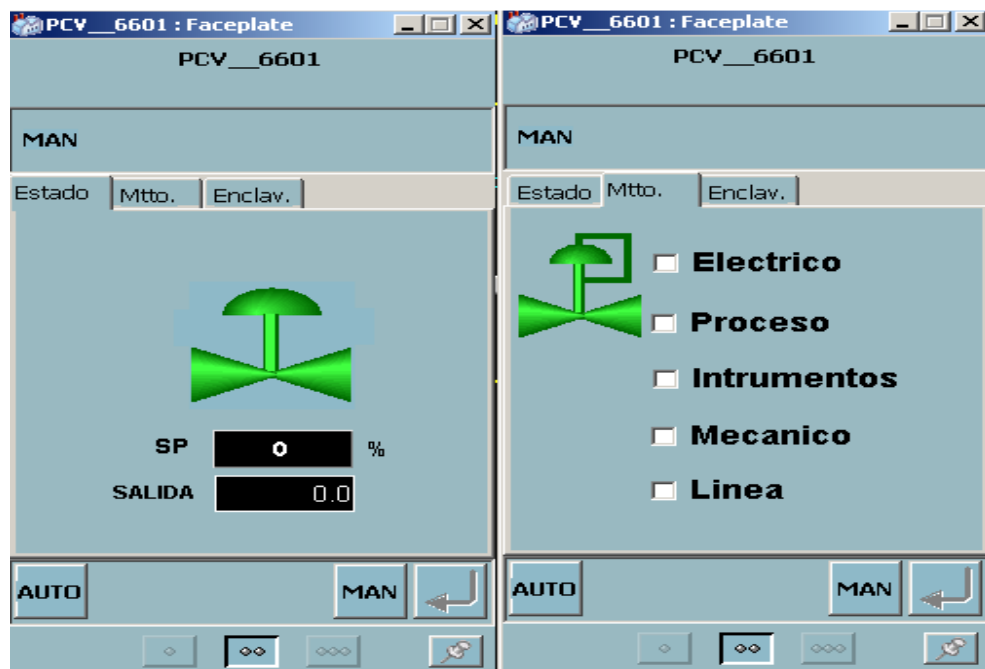 PCV__6601 : Faceplate
PCV__6601
MAN
Estado Mtto. Enclav.
SP 0 %
SALIDA 0.0
AUTO MAN
PCV__6601 : Faceplate
PCV__6601
MAN
Estado Mtto. Enclav.
Electrico
Proceso
Intrumentos
Mecanico
Linea
AUTO MAN